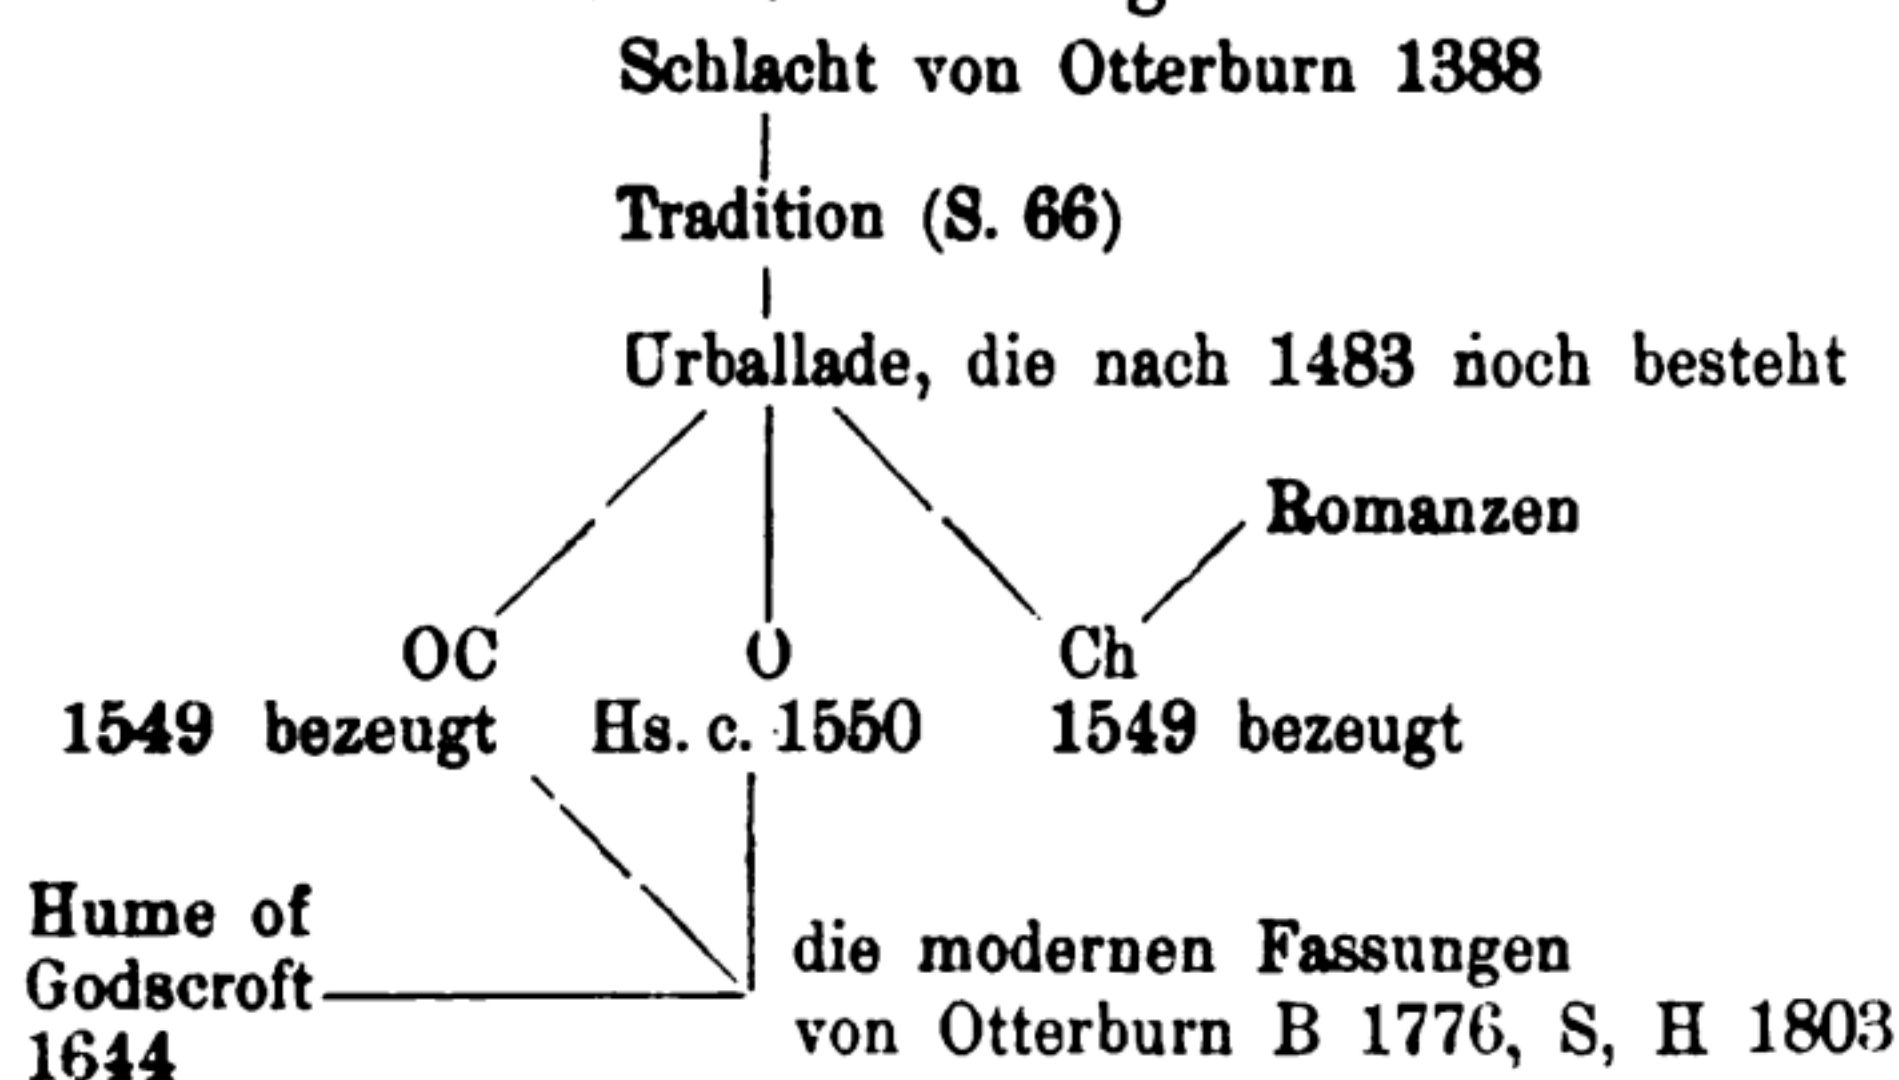 Schlacht von Otterburn 1388
Tradition (S. 66)
Urballade, die nach 1483 noch besteht
Romanzen
OC O Ch
1549 bezeugt Hs. c. 1550 1549 bezeugt
Hume of
Godscroft
1644
die modernen Fassungen
von Otterburn B 1776, S, H 1803